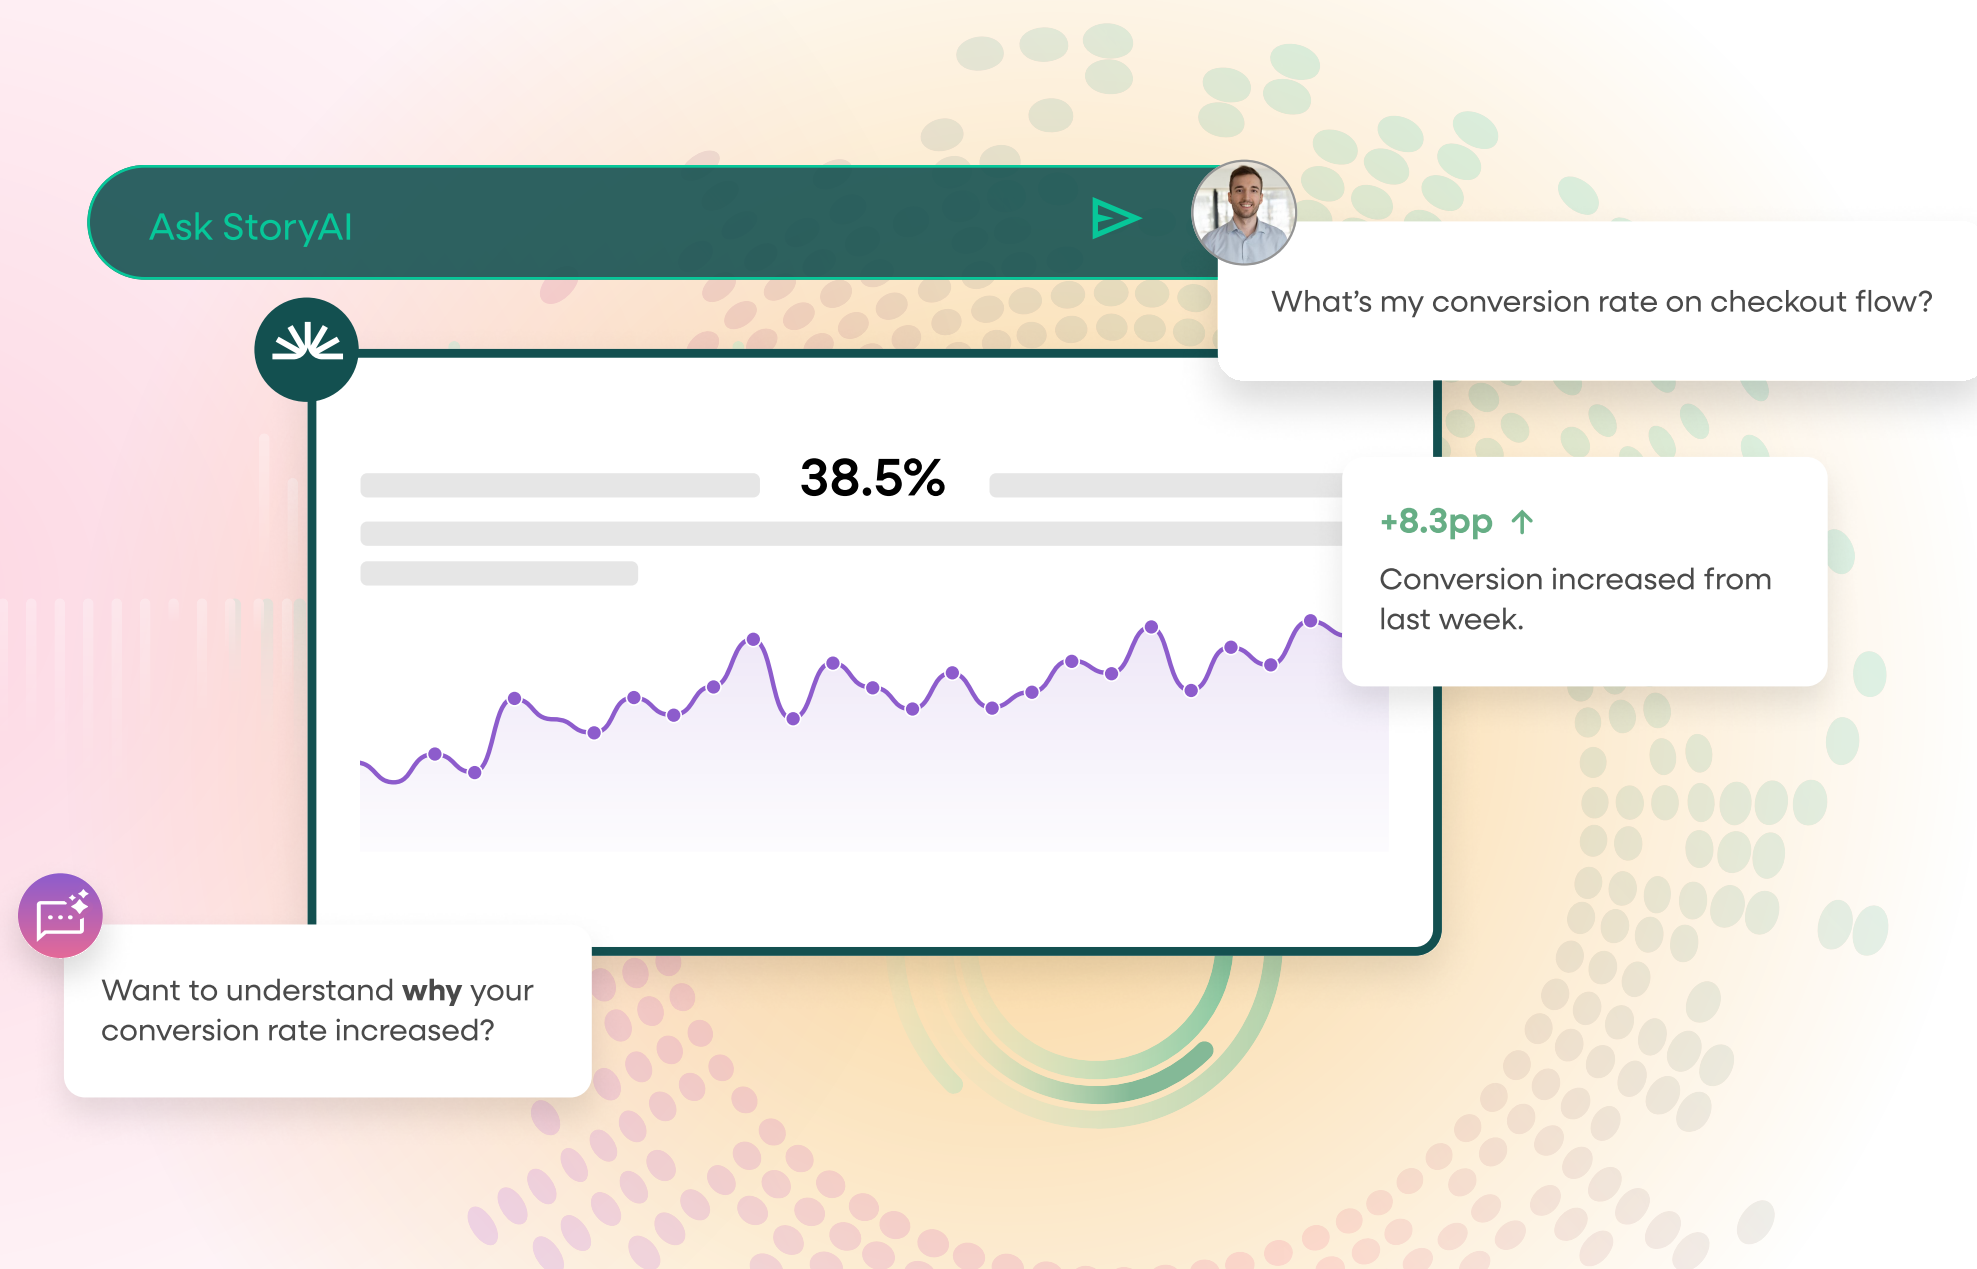 Ask StoryAI
What's my conversion rate on checkout flow?
38.5%
+8.3pp ↑
Conversion increased from
last week.
Want to understand why your
conversion rate increased?